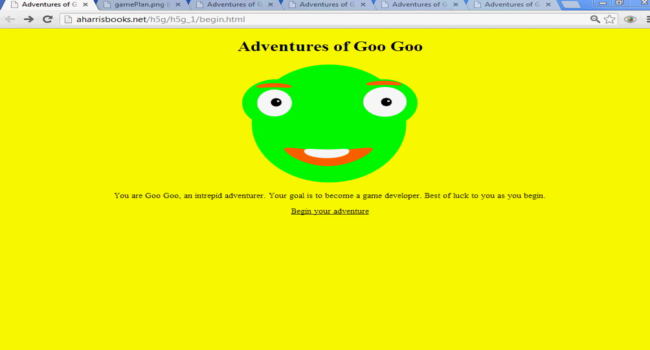 Adventures of G
gamePlan.png
Adventures of G
Adventures of G
Adventures of G
Adventures of G
aharrisbooks.net/h5g/h5g_1/begin.html
Adventures of Goo Goo
You are Goo Goo, an intrepid adventurer. Your goal is to become a game developer. Best of luck to you as you begin.
Begin your adventure